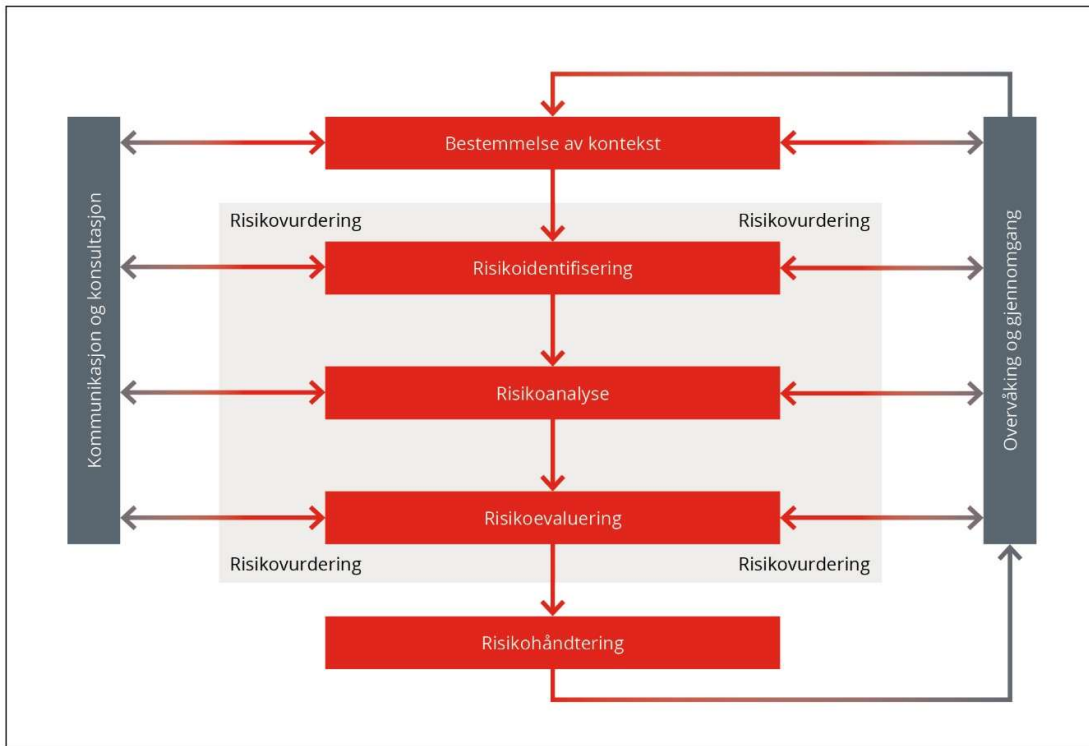 Bestemmelse av kontekst
Kommunikasjon og konsultasjon
Overvåking og gjennomgang
Risikovurdering
Risikovurdering
Risikoidentifisering
Risikoanalyse
Risikoevaluering
Risikovurdering
Risikovurdering
Risikohåndtering